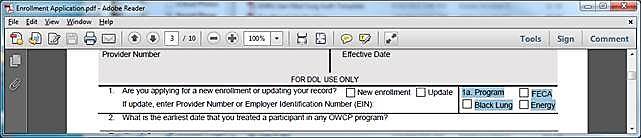 Enrollment Application.pdf - Adobe Reader
File Edit View Window Help
3 / 10 100% Tools Sign Comment
Provider Number Effective Date
FOR DOL USE ONLY
1. Are you applying for a new enrollment or updating your record? New enrollment Update 1a. Program FECA
If update, enter Provider Number or Employer Identification Number (EIN): Black Lung Energy
2. What is the earliest date that you treated a participant in any OWCP program?